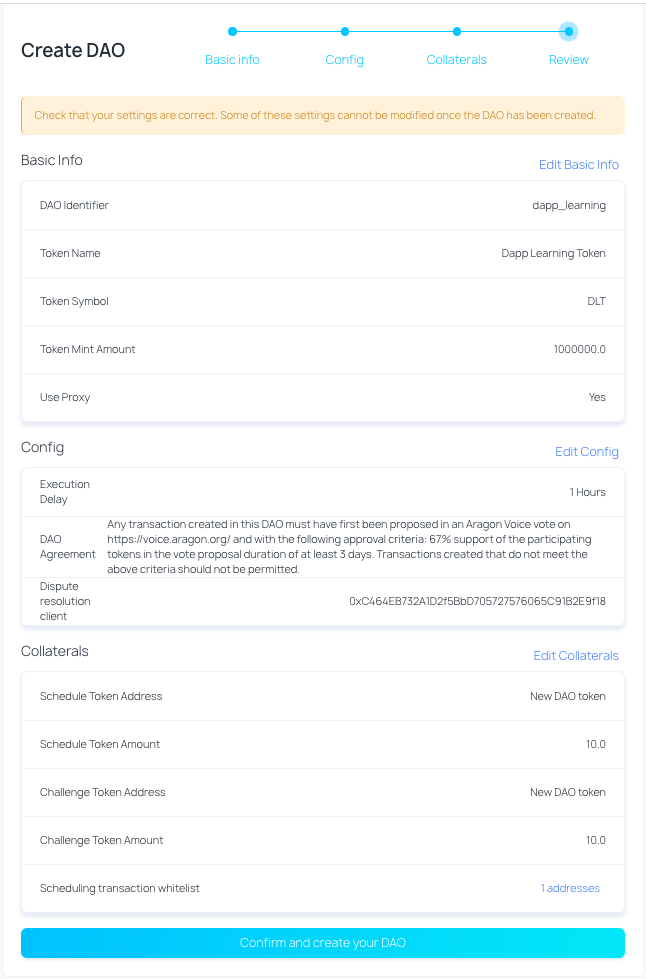 Create DAO
Basic info
Config
Collaterals
Review
Check that your settings are correct. Some of these settings cannot be modified once the DAO has been created.
Basic Info
Edit Basic Info
DAO Identifier
dapp_learning
Token Name
Dapp Learning Token
Token Symbol
DLT
Token Mint Amount
1000000.0
Use Proxy
Yes
Config
Edit Config
Execution
Delay
1 Hours
DAO
Agreement
Any transaction created in this DAO must have first been proposed in an Aragon Voice vote on
https://voice.aragon.org/ and with the following approval criteria: 67% support of the participating
tokens in the vote proposal duration of at least 3 days. Transactions created that do not meet the
above criteria should not be permitted.
Dispute
resolution
client
0xC464EB732A1D2f5BbD705727576065C91B2E9f18
Collaterals
Edit Collaterals
Schedule Token Address
New DAO token
Schedule Token Amount
10.0
Challenge Token Address
New DAO token
Challenge Token Amount
10.0
Scheduling transaction whitelist
1 addresses
Confirm and create your DAO